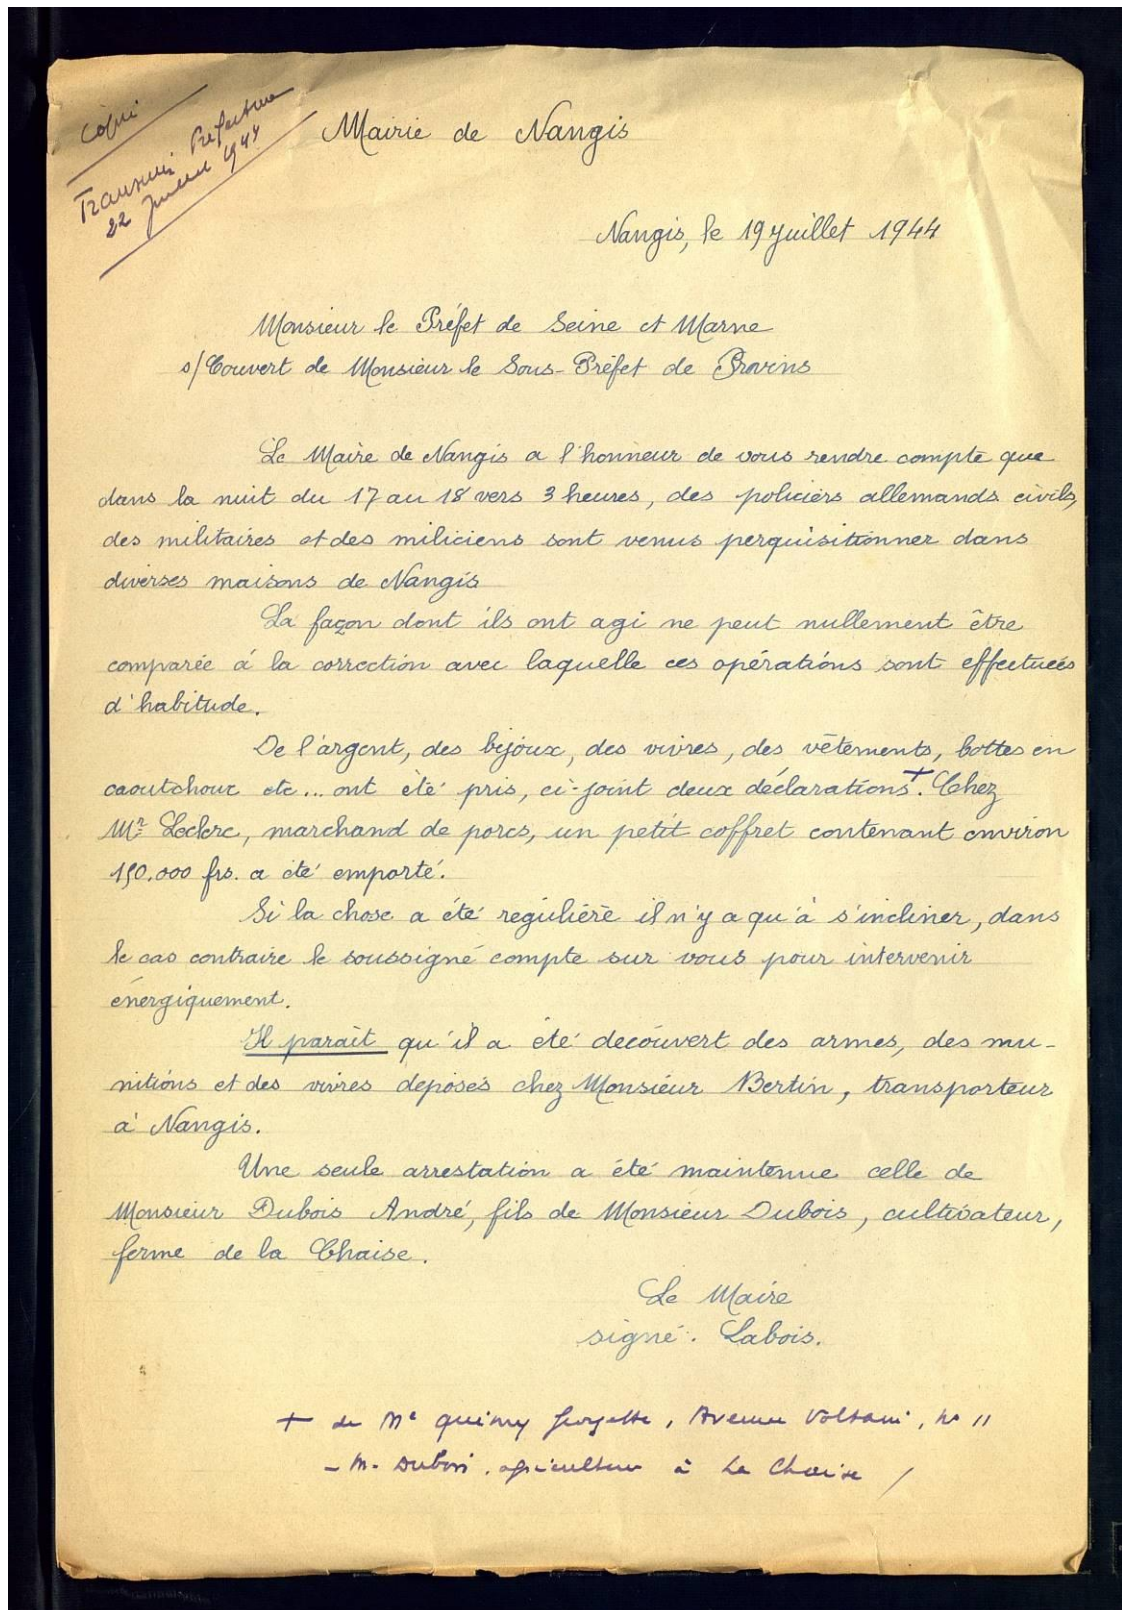 Copie
Transmis Préfecture
22 Juillet 1944
Mairie de Nangis
Nangis, le 19 Juillet 1944
Monsieur le Préfet de Seine et Marne
s/Couvert de Monsieur le Sous-Préfet de Provins
Le Maire de Nangis a l'honneur de vous rendre compte que
dans la nuit du 17 au 18 vers 3 heures, des policiers allemands civils,
des militaires et des miliciens sont venus perquisitionner dans
diverses maisons de Nangis
La façon dont ils ont agi ne peut nullement être
comparée à la correction avec laquelle ces opérations sont effectuées
d'habitude.
De l'argent, des bijoux, des vivres, des vêtements, bottes en
caoutchouc etc... ont été pris, ci-joint deux déclarations+. Chez
Mr Leclerc, marchand de porcs, un petit coffret contenant environ
150.000 frs. a été emporté.
Si la chose a été régulière il n'y a qu'à s'incliner, dans
le cas contraire le soussigné compte sur vous pour intervenir
énergiquement.
Il paraît qu'il a été découvert des armes, des mu-
nitions et des vivres déposés chez Monsieur Bertin, transporteur
à Nangis.
Une seule arrestation a été maintenue celle de
Monsieur Dubois André, fils de Monsieur Dubois, cultivateur,
ferme de la Chaise.
Le Maire
signé. Labois.
+ de Me Georgette, Avenue Voltaire, no 11
- M. Dubois, agriculteur à La Chaise /